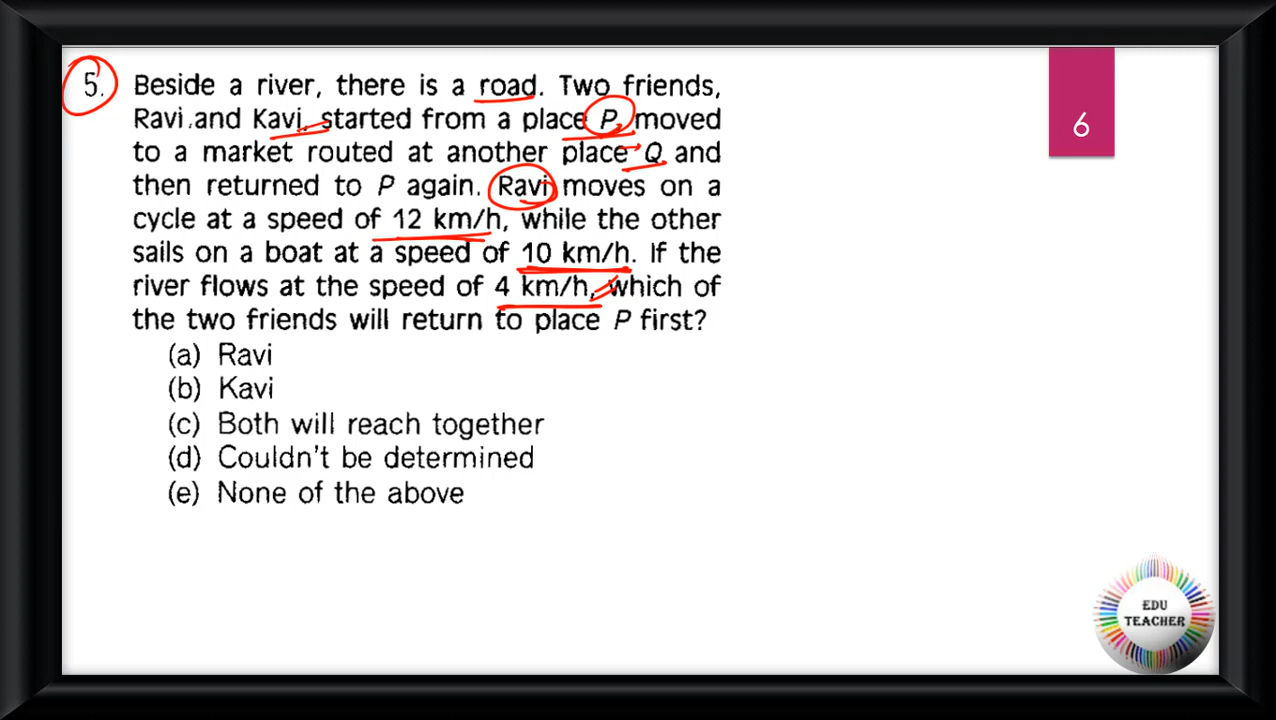 5.
Beside a river, there is a road. Two friends,
Ravi and Kavi, started from a place P, moved
to a market routed at another place Q and
then returned to P again. Ravi moves on a
cycle at a speed of 12 km/h, while the other
sails on a boat at a speed of 10 km/h. If the
river flows at the speed of 4 km/h, which of
the two friends will return to place P first?
(a) Ravi
(b) Kavi
(c) Both will reach together
(d) Couldn't be determined
(e) None of the above
6
EDU
TEACHER